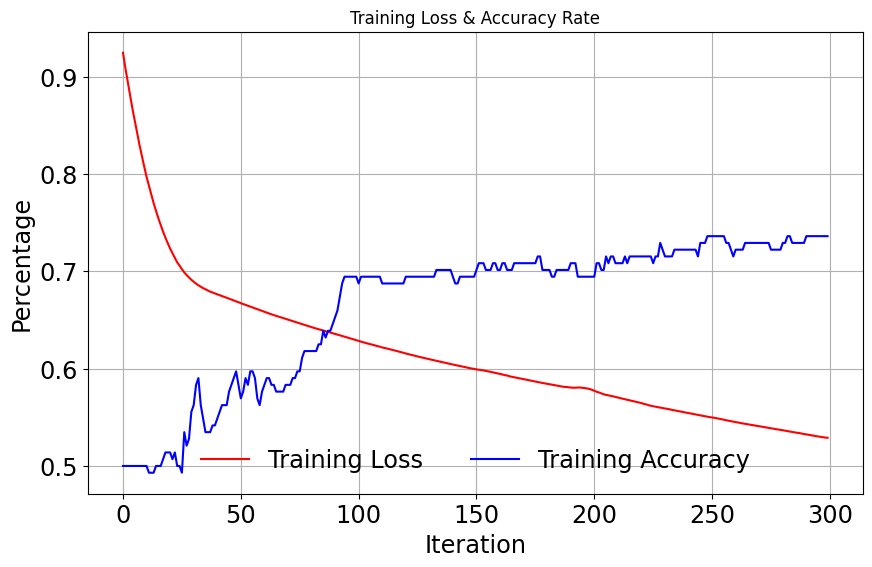 Training Loss & Accuracy Rate
Percentage
0.9
0.8
0.7
0.6
0.5
Training Loss
Training Accuracy
0
50
100
150
200
250
300
Iteration